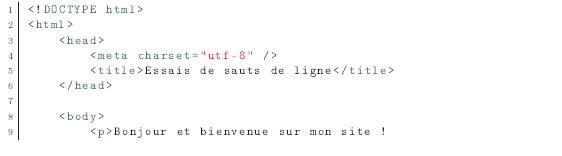 1 <!DOCTYPE html>
2 <html>
3     <head>
4         <meta charset="utf-8" />
5         <title>Essais de sauts de ligne</title>
6     </head>
7
8     <body>
9         <p>Bonjour et bienvenue sur mon site !